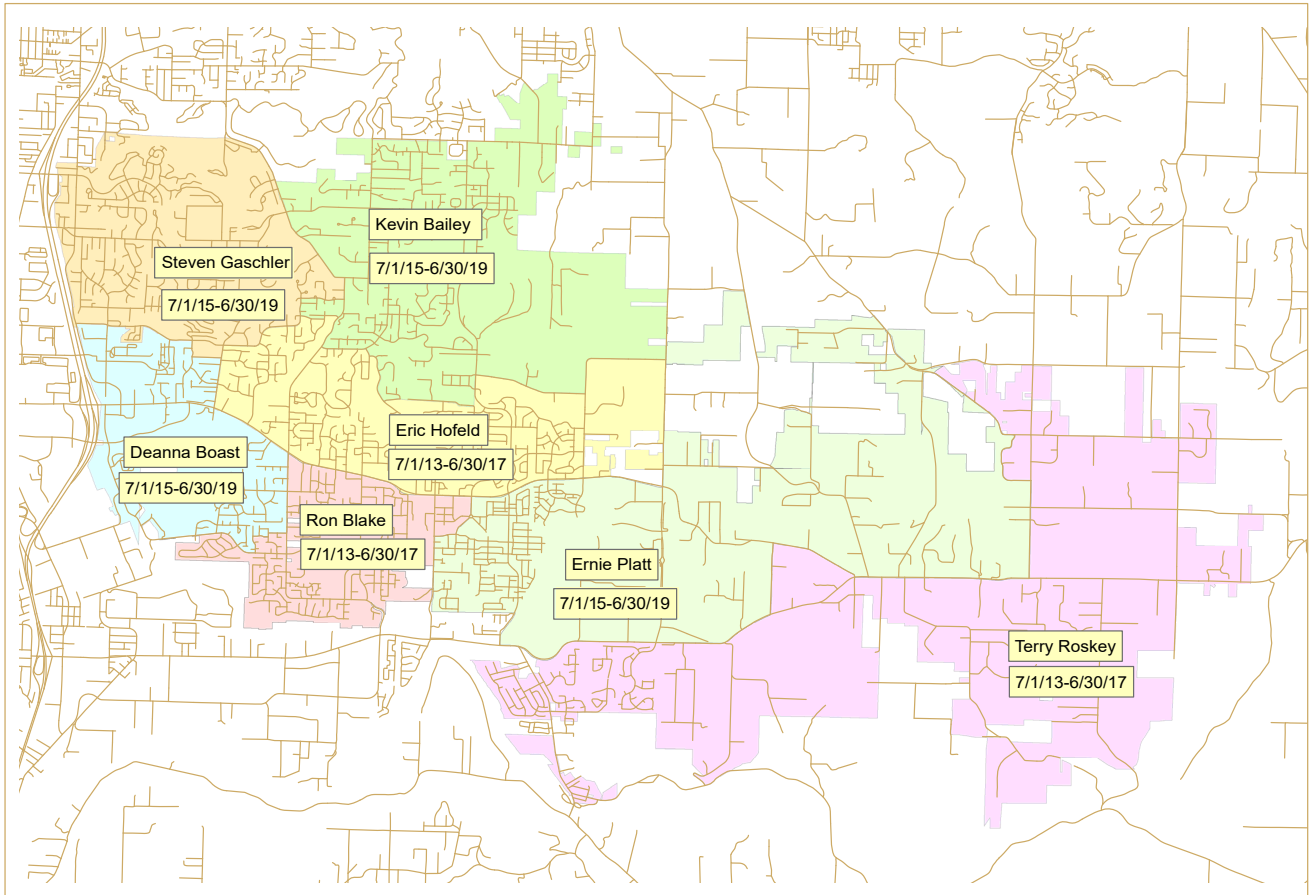 Kevin Bailey
7/1/15-6/30/19
Steven Gaschler
7/1/15-6/30/19
Eric Hofeld
7/1/13-6/30/17
Deanna Boast
7/1/15-6/30/19
Ron Blake
7/1/13-6/30/17
Ernie Platt
7/1/15-6/30/19
Terry Roskey
7/1/13-6/30/17